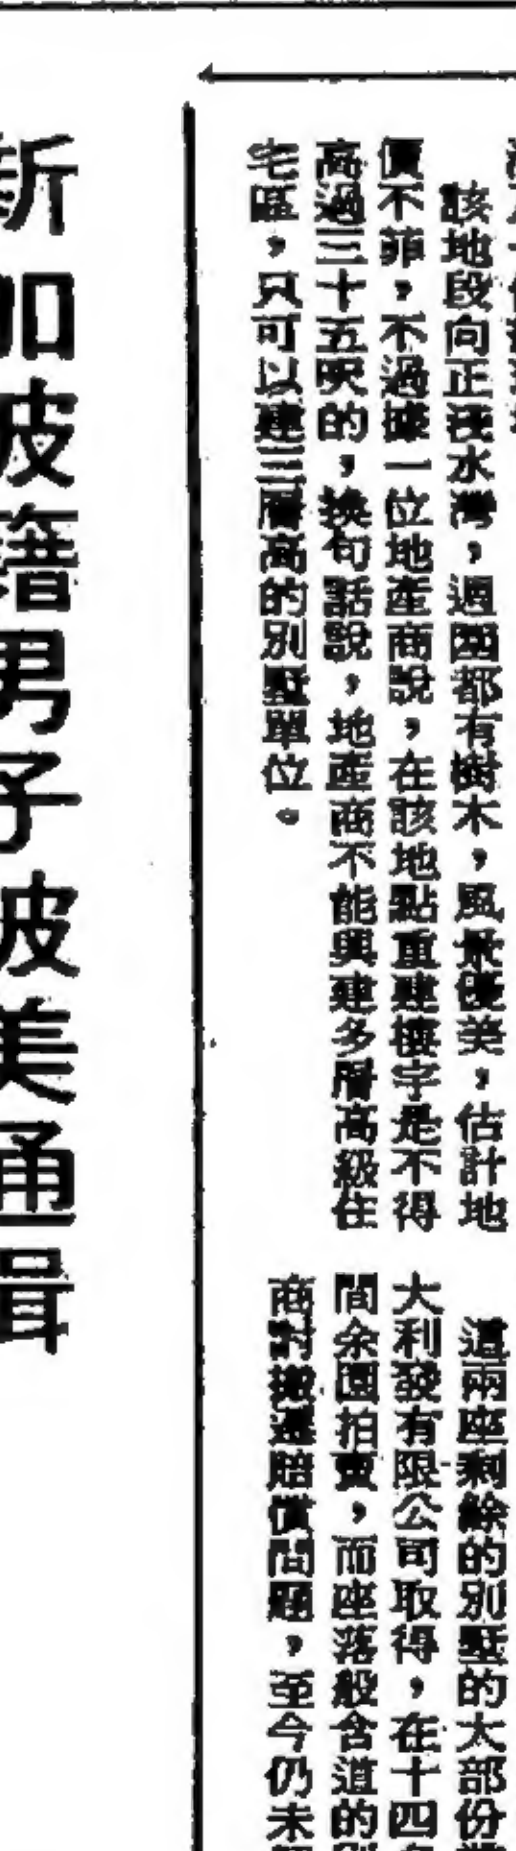 該地段向正淺水灣，週圍都有樹木，風景優美，估計地
價不菲，不過據一位地產商說，在該地點重建樓宇是不得
高過三十五呎的，換句話說，地產商不能興建多層高級住
宅區，只可以建三層高的別墅單位。
這兩座剩餘的別墅的大部份
大利發有限公司取得，在十四
間余園拍賣，而座落般含道的別
商討搬遷賠償問題，至今仍未
新加坡籍男子被美通緝